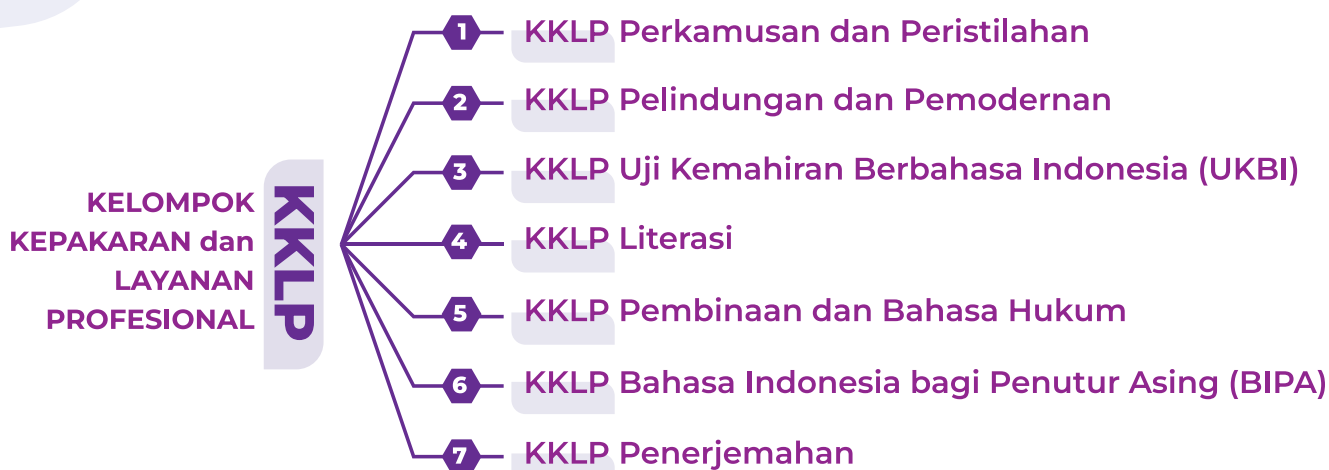 KELOMPOK
KEPAKARAN dan
LAYANAN
PROFESIONAL
KKLP
1 KKLP Perkamusan dan Peristilahan
2 KKLP Pelindungan dan Pemodernan
3 KKLP Uji Kemahiran Berbahasa Indonesia (UKBI)
4 KKLP Literasi
5 KKLP Pembinaan dan Bahasa Hukum
6 KKLP Bahasa Indonesia bagi Penutur Asing (BIPA)
7 KKLP Penerjemahan